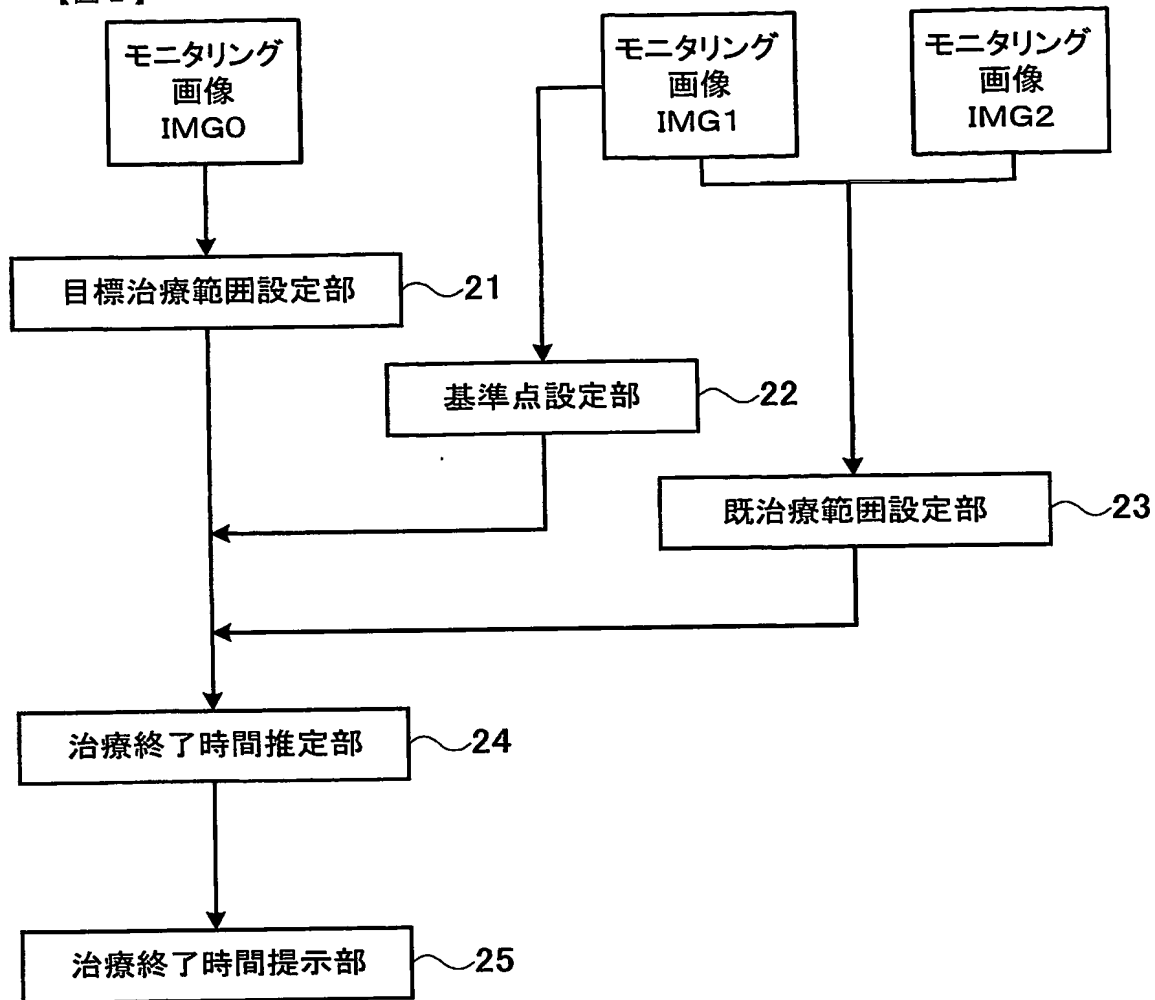 モニタリング
画像
IMG0
モニタリング
画像
IMG1
モニタリング
画像
IMG2
目標治療範囲設定部
21
基準点設定部
22
既治療範囲設定部
23
治療終了時間推定部
24
治療終了時間提示部
25